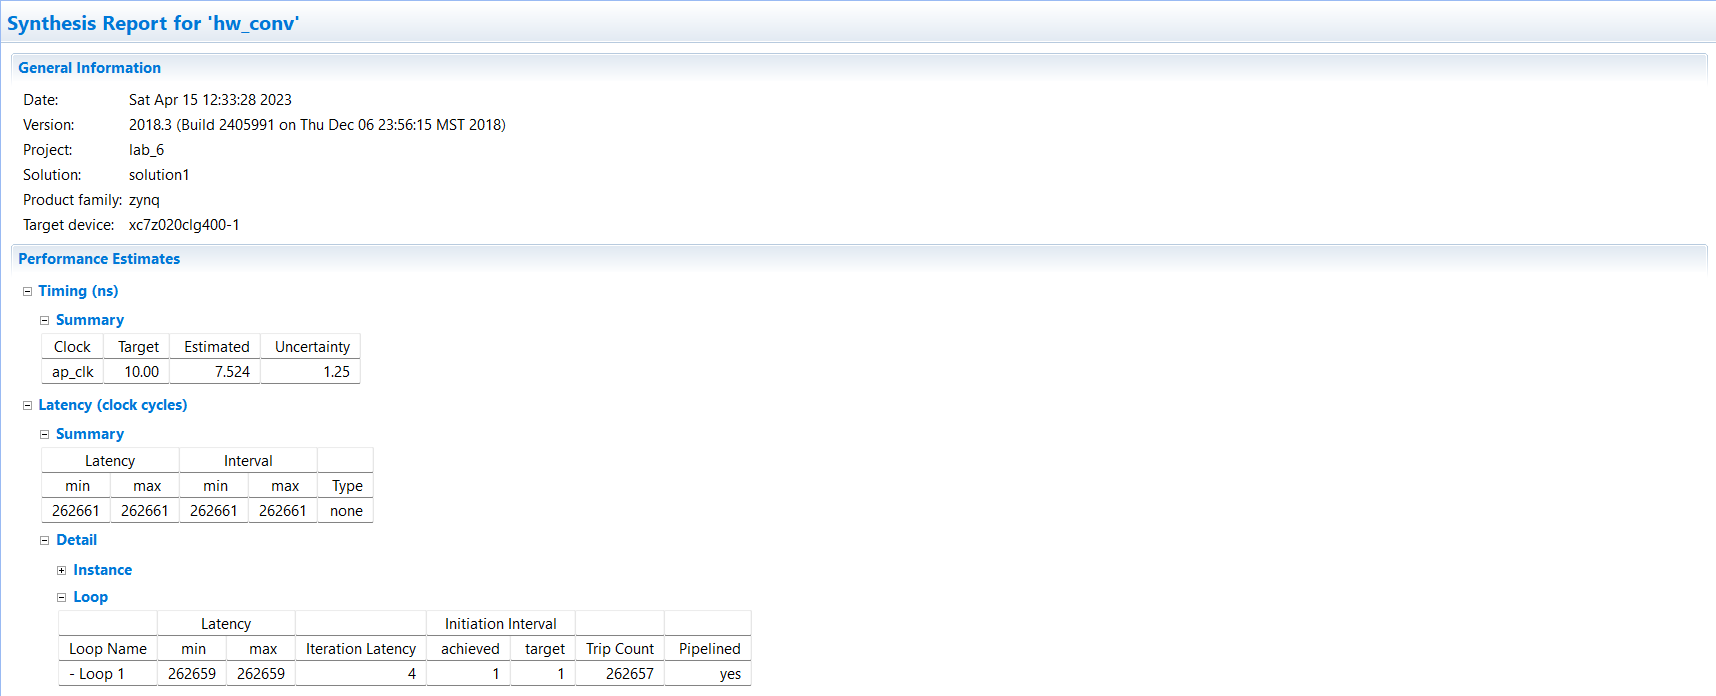 Synthesis Report for 'hw_conv'
General Information
Date: Sat Apr 15 12:33:28 2023
Version: 2018.3 (Build 2405991 on Thu Dec 06 23:56:15 MST 2018)
Project: lab_6
Solution: solution1
Product family: zynq
Target device: xc7z020clg400-1
Performance Estimates
Timing (ns)
Summary
Clock Target Estimated Uncertainty
ap_clk 10.00 7.524 1.25
Latency (clock cycles)
Summary
Latency Interval
min max min max Type
262661 262661 262661 262661 none
Detail
Instance
Loop
Latency Initiation Interval
Loop Name min max Iteration Latency achieved target Trip Count Pipelined
- Loop 1 262659 262659 4 1 1 262657 yes